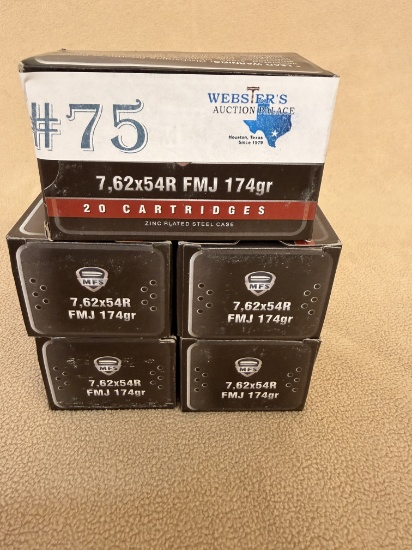 #75
WEBSTER'S
AUCTION PALACE
Houston, Texas
Since 1979
7,62x54R FMJ 174gr
20 CARTRIDGES
ZINC PLATED STEEL CASE
MFS
7,62x54R
FMJ 174gr
MFS
7,62x54R
FMJ 174gr
MFS
7,62x54R
FMJ 174gr
MFS
7,62x54R
FMJ 174gr